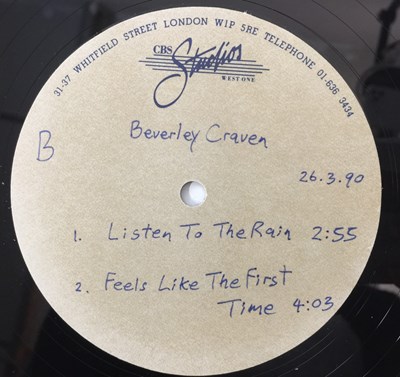 31-37 WHITFIELD STREET LONDON W1P 5RE TELEPHONE 01-636 3434
CBS
Studios
WEST ONE
B
Beverley Craven
26.3.90
1. Listen To The Rain 2:55
2. Feels Like The First
Time 4:03